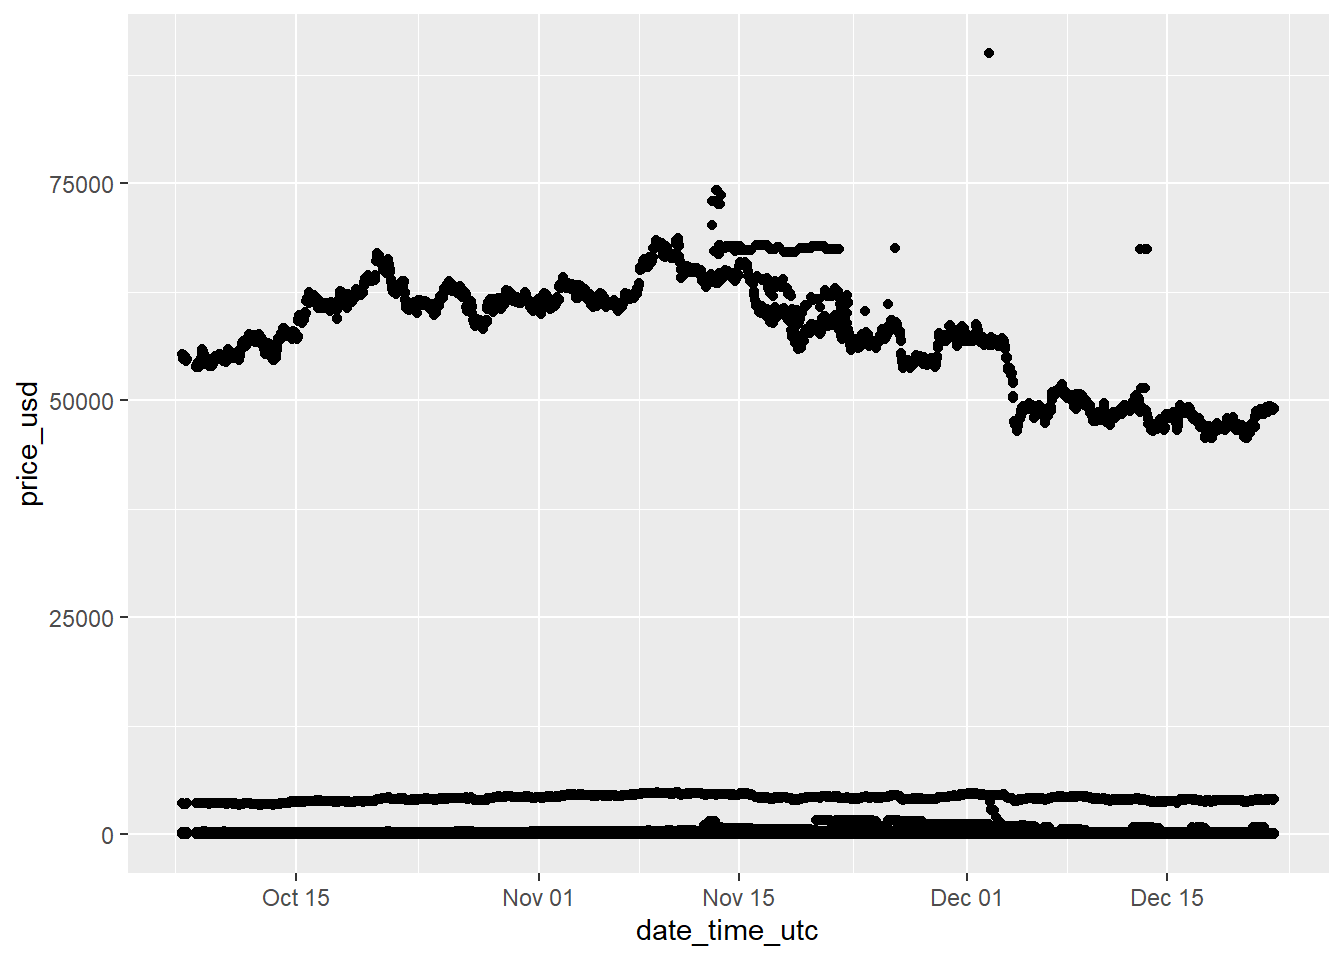 price_usd
75000
50000
25000
0
Oct 15
Nov 01
Nov 15
Dec 01
Dec 15
date_time_utc